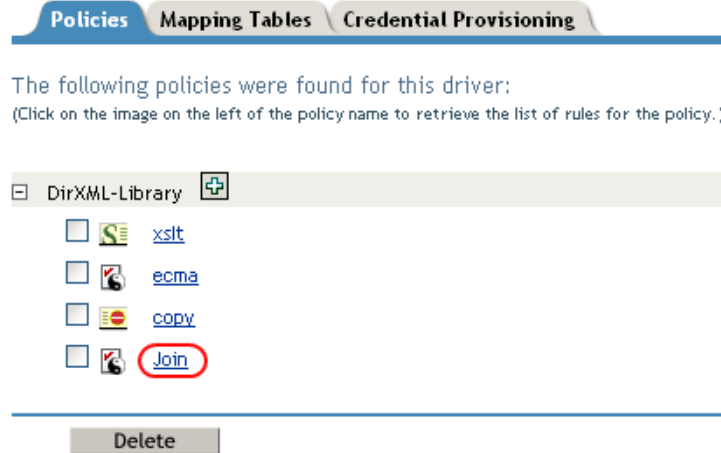 Policies Mapping Tables Credential Provisioning
The following policies were found for this driver:
(Click on the image on the left of the policy name to retrieve the list of rules for the policy.)
DirXML-Library
xslt
ecma
copy
Join
Delete